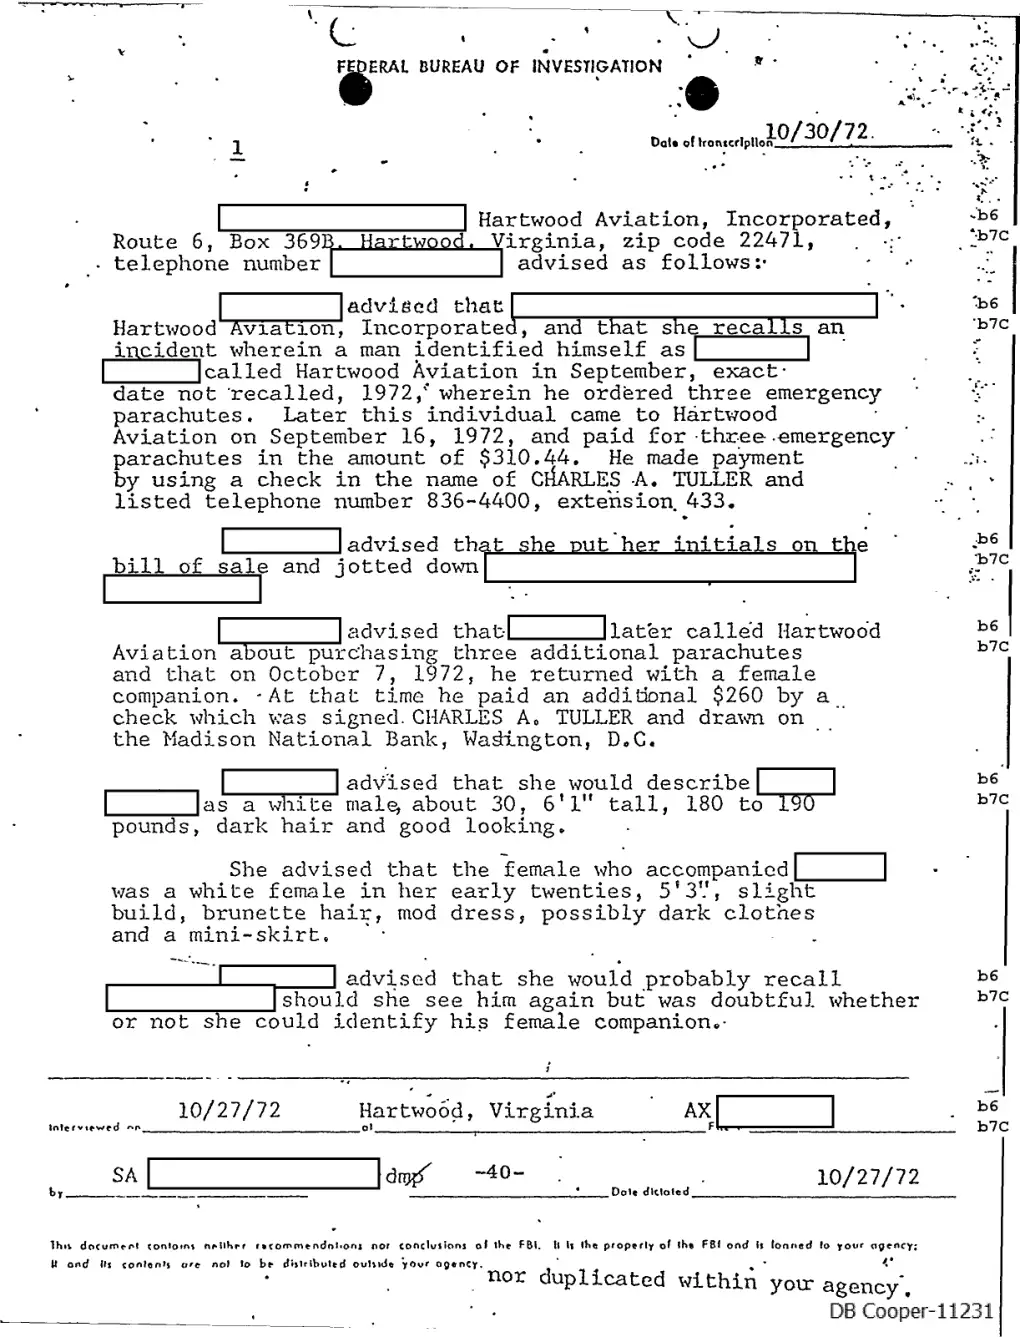 FEDERAL BUREAU OF INVESTIGATION
Date of transcription 10/30/72
1
Hartwood Aviation, Incorporated, b6
Route 6, Box 369B, Hartwood, Virginia, zip code 22471, b7C
telephone number advised as follows:
advised that b6
Hartwood Aviation, Incorporated, and that she recalls an b7C
incident wherein a man identified himself as
called Hartwood Aviation in September, exact
date not recalled, 1972, wherein he ordered three emergency
parachutes. Later this individual came to Hartwood
Aviation on September 16, 1972, and paid for three emergency
parachutes in the amount of $310.44. He made payment
by using a check in the name of CHARLES A. TULLER and
listed telephone number 836-4400, extension 433.
advised that she put her initials on the b6
bill of sale and jotted down b7C
advised that later called Hartwood b6
Aviation about purchasing three additional parachutes b7C
and that on October 7, 1972, he returned with a female
companion. At that time he paid an additional $260 by a
check which was signed CHARLES A. TULLER and drawn on
the Madison National Bank, Washington, D.C.
advised that she would describe b6
as a white male, about 30, 6'1" tall, 180 to 190 b7C
pounds, dark hair and good looking.
She advised that the female who accompanied
was a white female in her early twenties, 5'3", slight
build, brunette hair, mod dress, possibly dark clothes
and a mini-skirt.
advised that she would probably recall b6
should she see him again but was doubtful whether b7C
or not she could identify his female companion.
10/27/72 Hartwood, Virginia AX b6
Interviewed on at b7C
SA dmp -40- 10/27/72
by Date dictated
This document contains neither recommendations nor conclusions of the FBI. It is the property of the FBI and is loaned to your agency;
it and its contents are not to be distributed outside your agency.
nor duplicated within your agency.
DB Cooper-11231